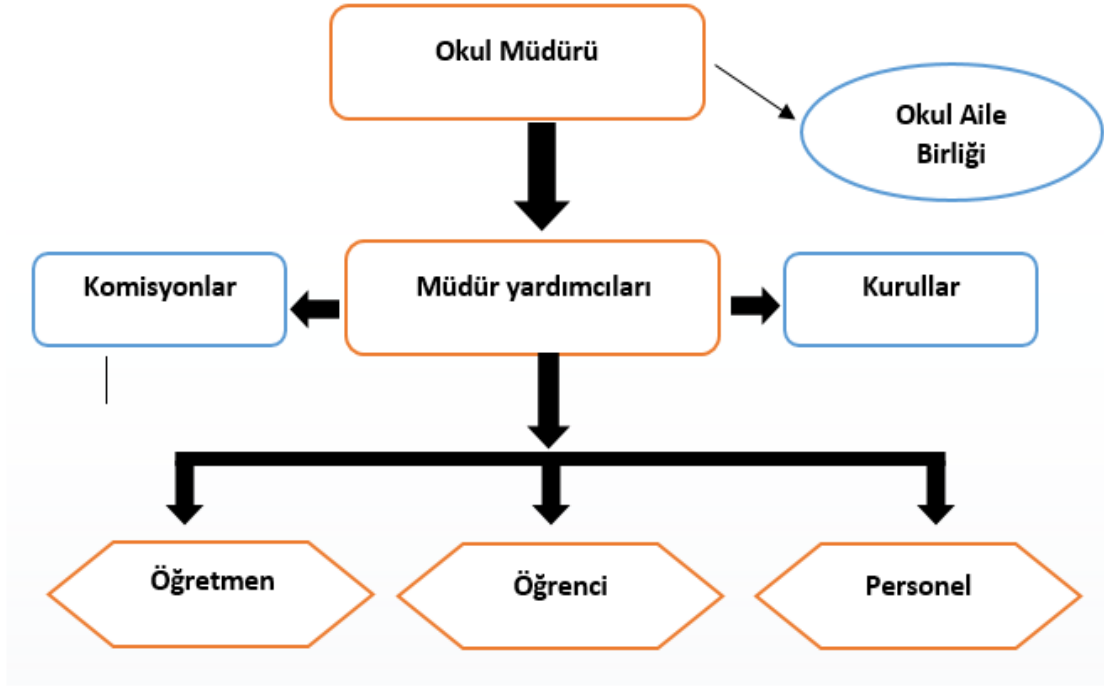 Okul Müdürü
Okul Aile
Birliği
Komisyonlar
Müdür yardımcıları
Kurullar
Öğretmen
Öğrenci
Personel